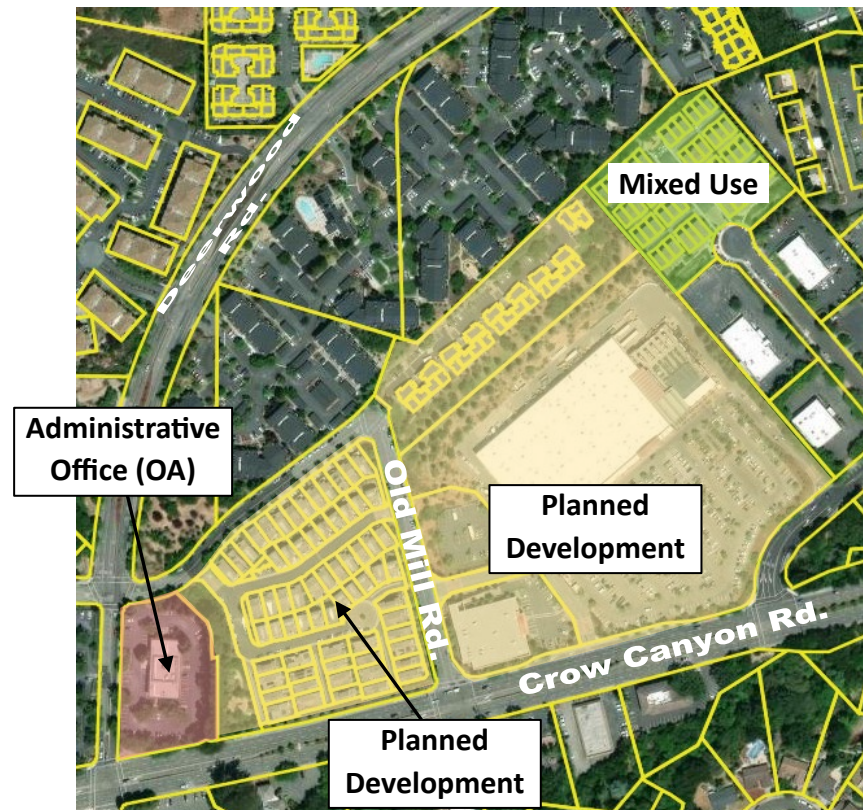 Deerwood
Rd.
Mixed Use
Administrative
Office (OA)
Old Mill Rd.
Planned
Development
Crow Canyon Rd.
Planned
Development